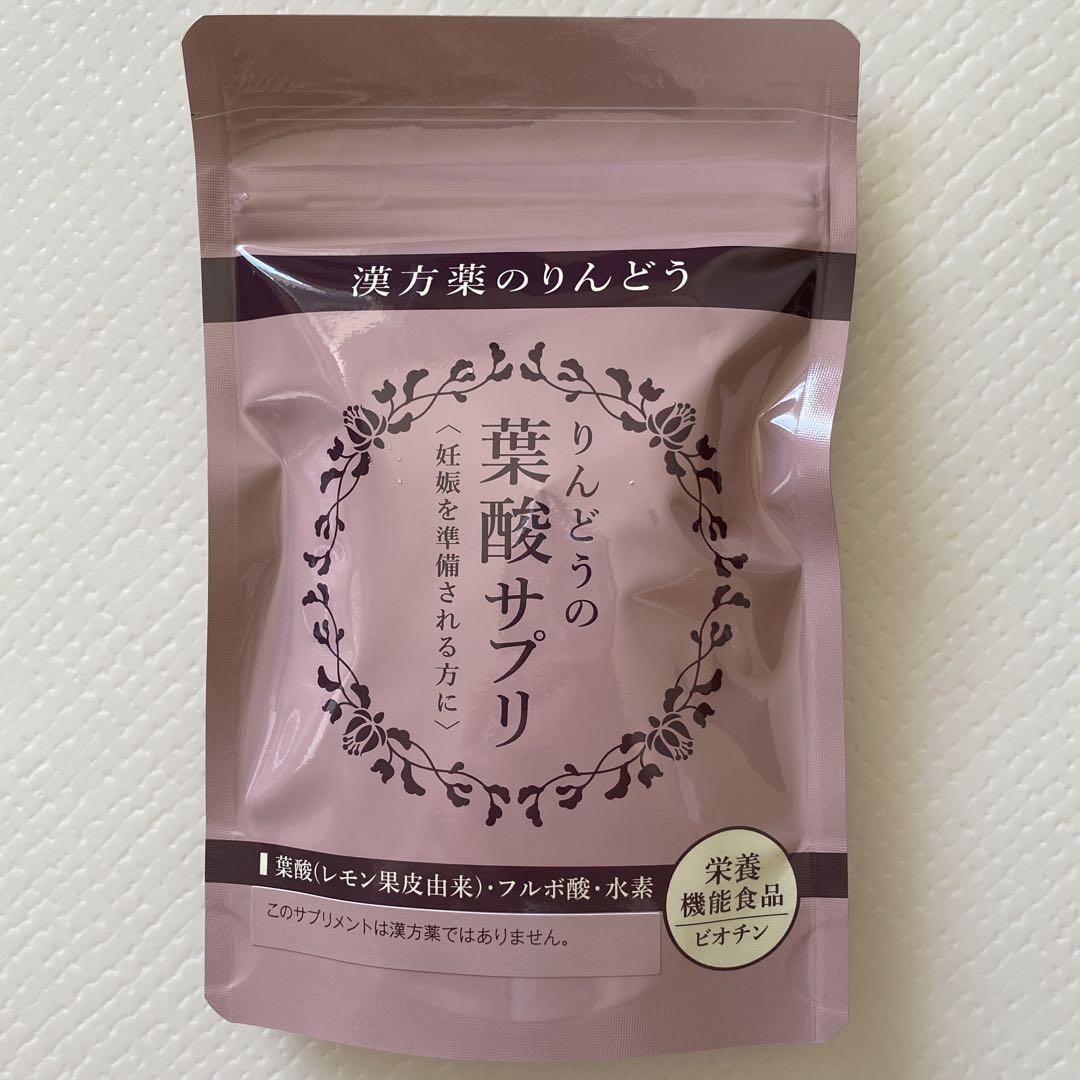 漢方薬のりんどう
りんどうの
葉酸サプリ
〈妊娠を準備される方に〉
葉酸(レモン果皮由来)・フルボ酸・水素
このサプリメントは漢方薬ではありません。
栄養
機能食品
ビオチン